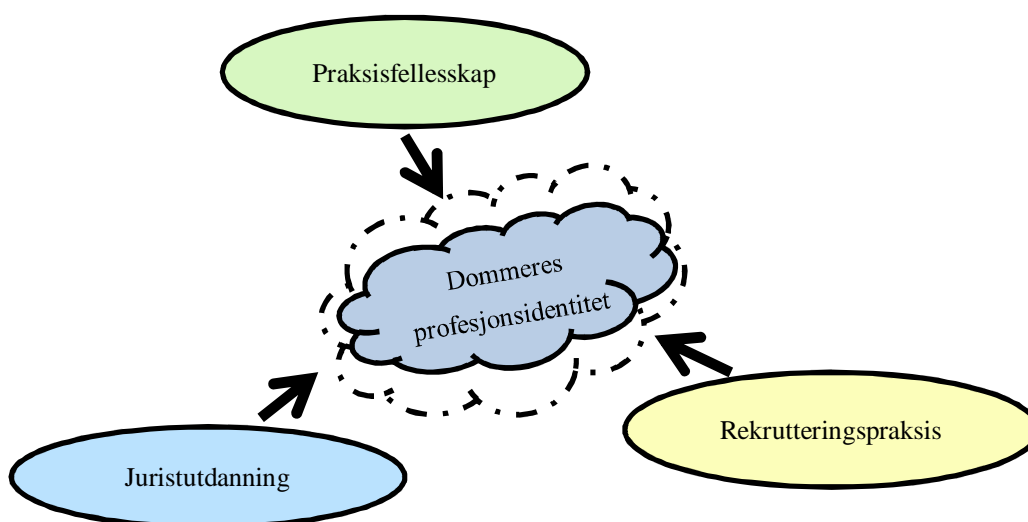 Praksisfellesskap
Dommeres
profesjonsidentitet
Rekrutteringspraksis
Juristutdanning